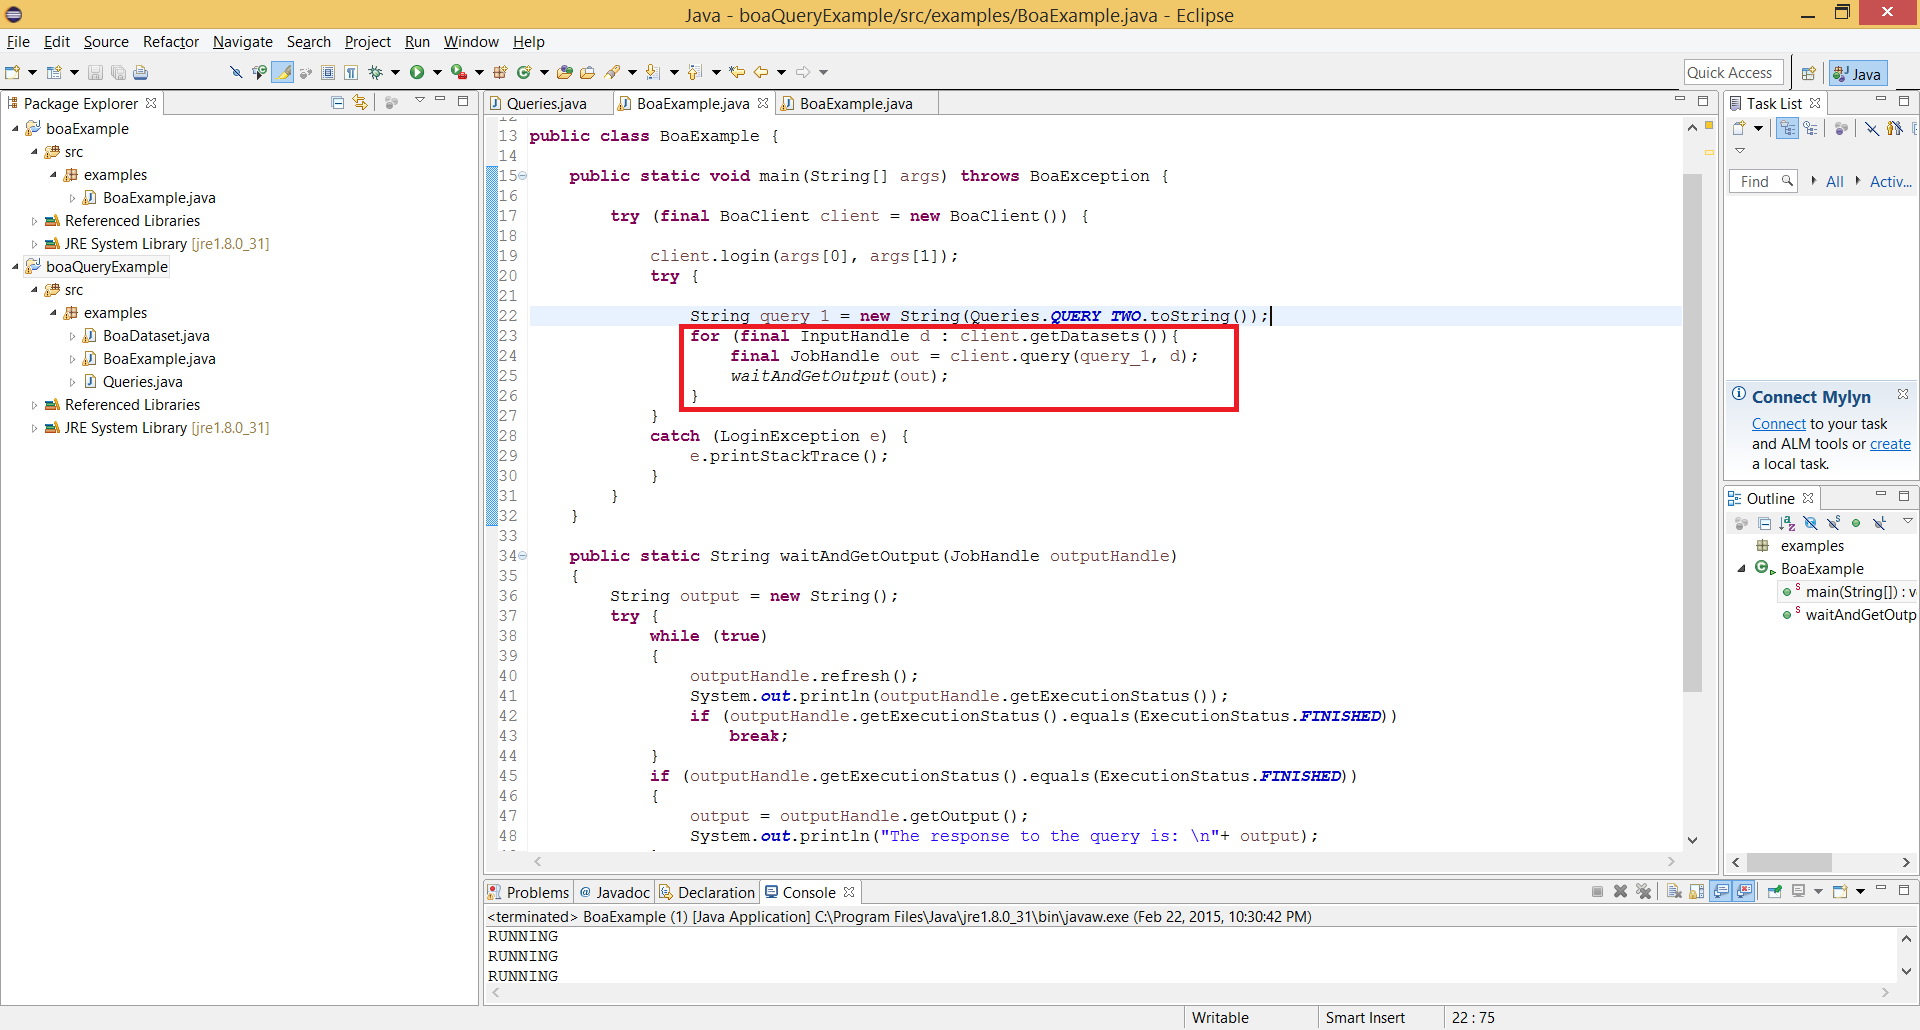 Java - boaQueryExample/src/examples/BoaExample.java - Eclipse
File Edit Source Refactor Navigate Search Project Run Window Help
Quick Access
Java
Package Explorer
boaExample
src
examples
BoaExample.java
Referenced Libraries
JRE System Library [jre1.8.0_31]
boaQueryExample
src
examples
BoaDataset.java
BoaExample.java
Queries.java
Referenced Libraries
JRE System Library [jre1.8.0_31]
Queries.java BoaExample.java BoaExample.java
13 public class BoaExample {
14
15 public static void main(String[] args) throws BoaException {
16
17 try (final BoaClient client = new BoaClient()) {
18
19 client.login(args[0], args[1]);
20 try {
21
22 String query_1 = new String(Queries.QUERY_TWO.toString());
23 for (final InputHandle d : client.getDatasets()){
24 final JobHandle out = client.query(query_1, d);
25 waitAndGetOutput(out);
26 }
27 }
28 catch (LoginException e) {
29 e.printStackTrace();
30 }
31 }
32 }
33
34 public static String waitAndGetOutput(JobHandle outputHandle)
35 {
36 String output = new String();
37 try {
38 while (true)
39 {
40 outputHandle.refresh();
41 System.out.println(outputHandle.getExecutionStatus());
42 if (outputHandle.getExecutionStatus().equals(ExecutionStatus.FINISHED))
43 break;
44 }
45 if (outputHandle.getExecutionStatus().equals(ExecutionStatus.FINISHED))
46 {
47 output = outputHandle.getOutput();
48 System.out.println("The response to the query is: \n"+ output);
Task List
Find All Activ...
Connect Mylyn
Connect to your task
and ALM tools or create
a local task.
Outline
examples
BoaExample
main(String[]) : v
waitAndGetOutp
Problems @ Javadoc Declaration Console
<terminated> BoaExample (1) [Java Application] C:\Program Files\Java\jre1.8.0_31\bin\javaw.exe (Feb 22, 2015, 10:30:42 PM)
RUNNING
RUNNING
RUNNING
Writable Smart Insert 22 : 75